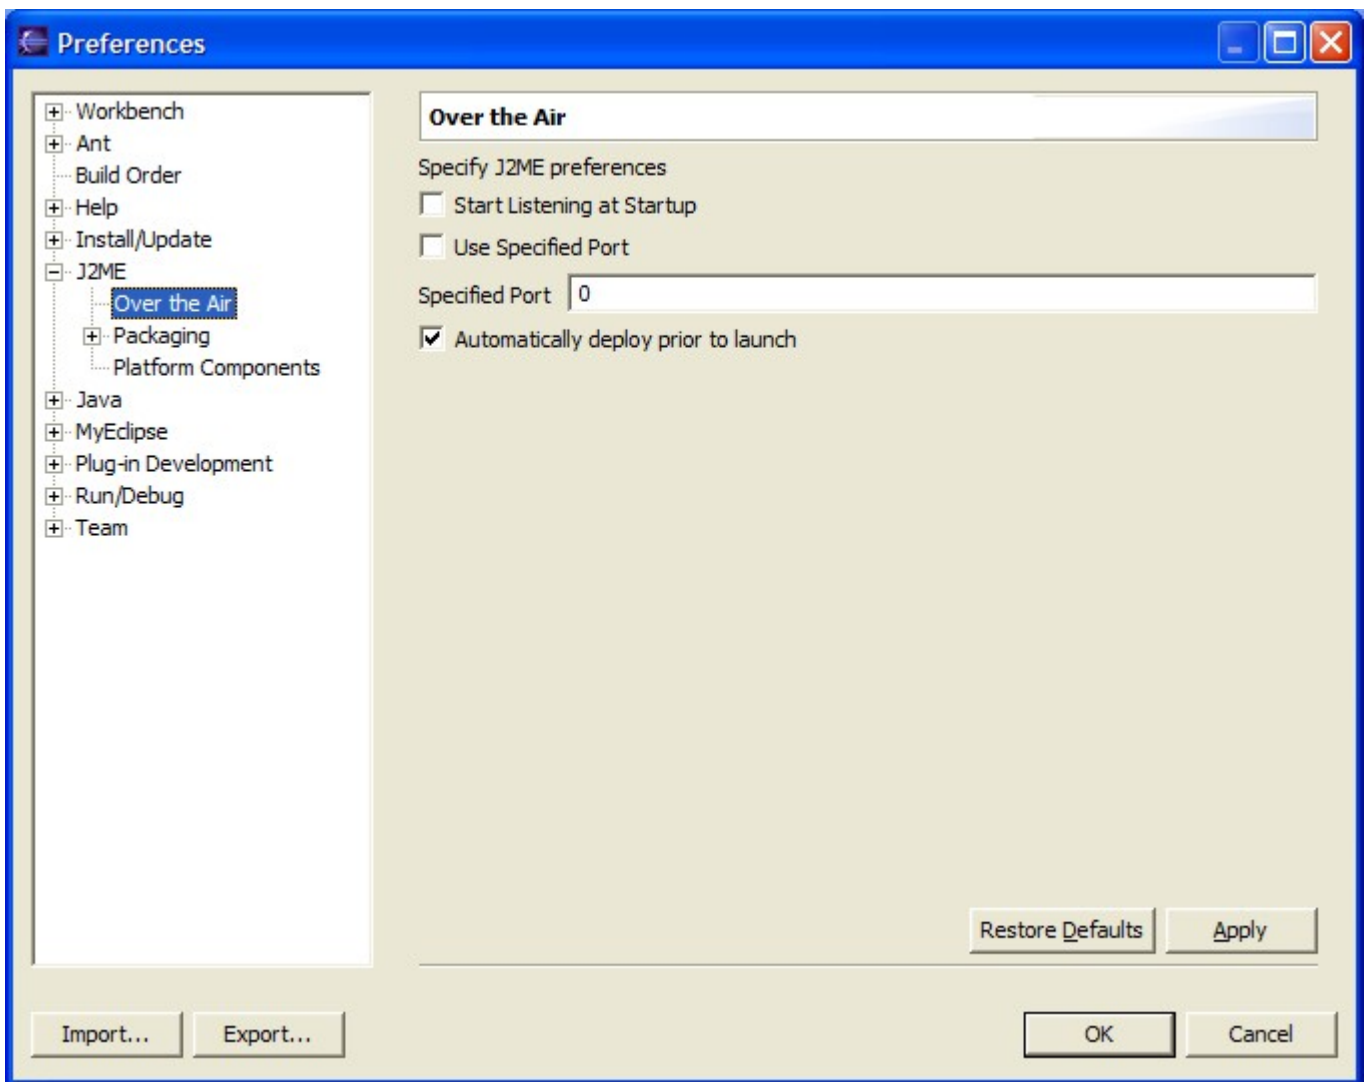 Preferences
Workbench
Ant
Build Order
Help
Install/Update
J2ME
Over the Air
Packaging
Platform Components
Java
MyEclipse
Plug-in Development
Run/Debug
Team
Over the Air
Specify J2ME preferences
Start Listening at Startup
Use Specified Port
Specified Port 0
Automatically deploy prior to launch
Restore Defaults Apply
Import... Export... OK Cancel